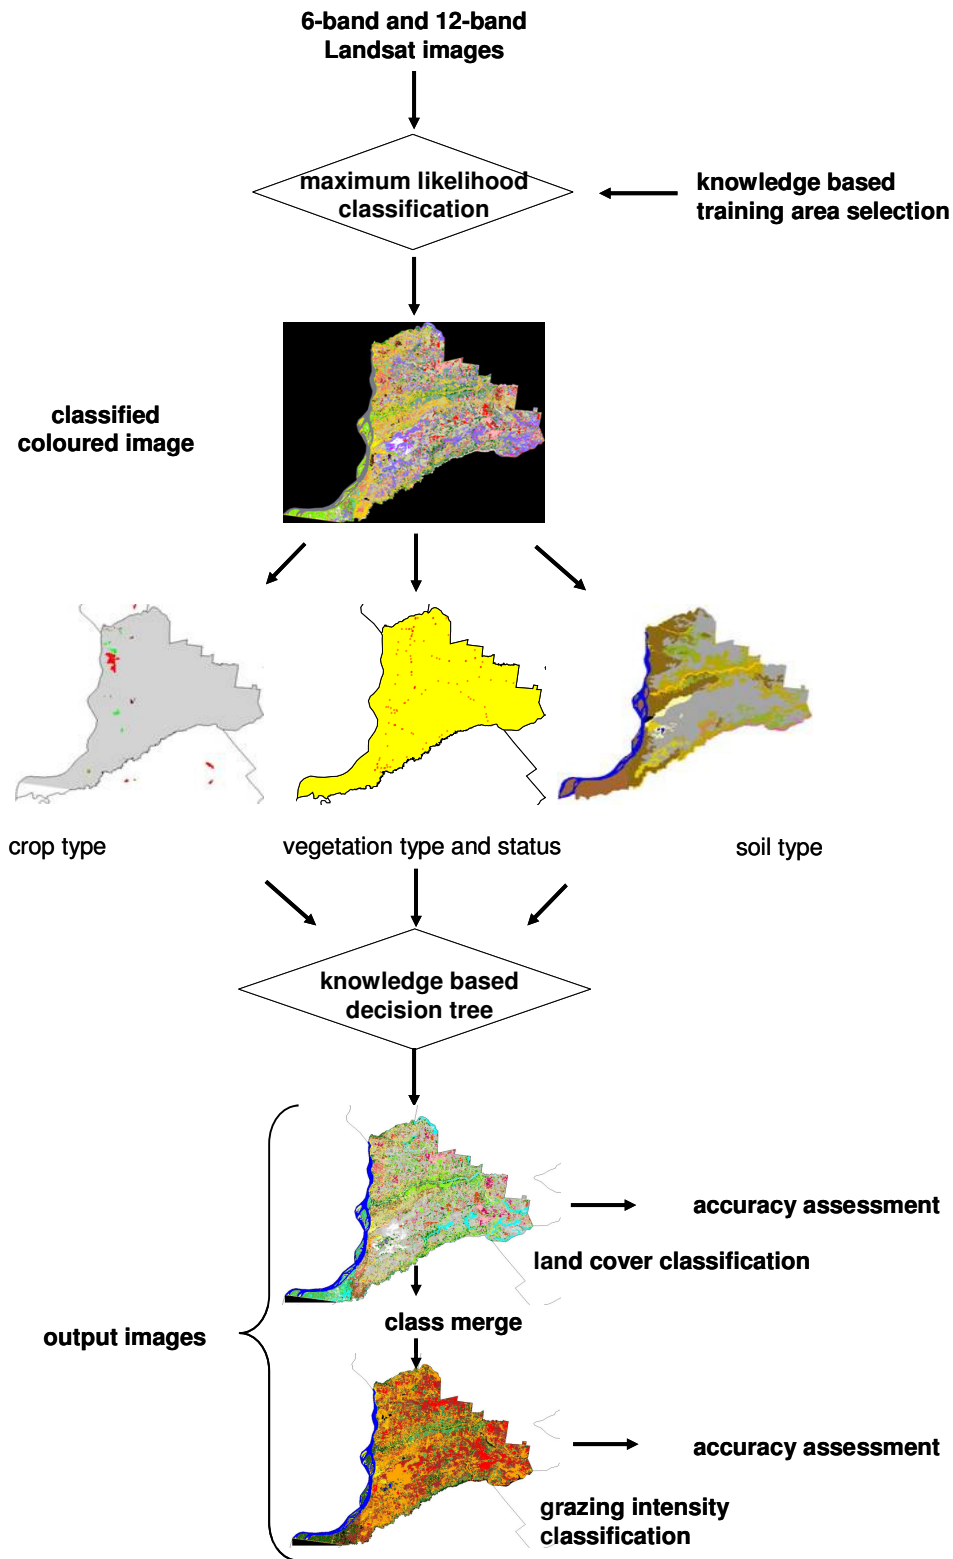 6-band and 12-band
Landsat images
maximum likelihood
classification
knowledge based
training area selection
classified
coloured image
crop type
vegetation type and status
soil type
knowledge based
decision tree
accuracy assessment
land cover classification
class merge
output images
accuracy assessment
grazing intensity
classification